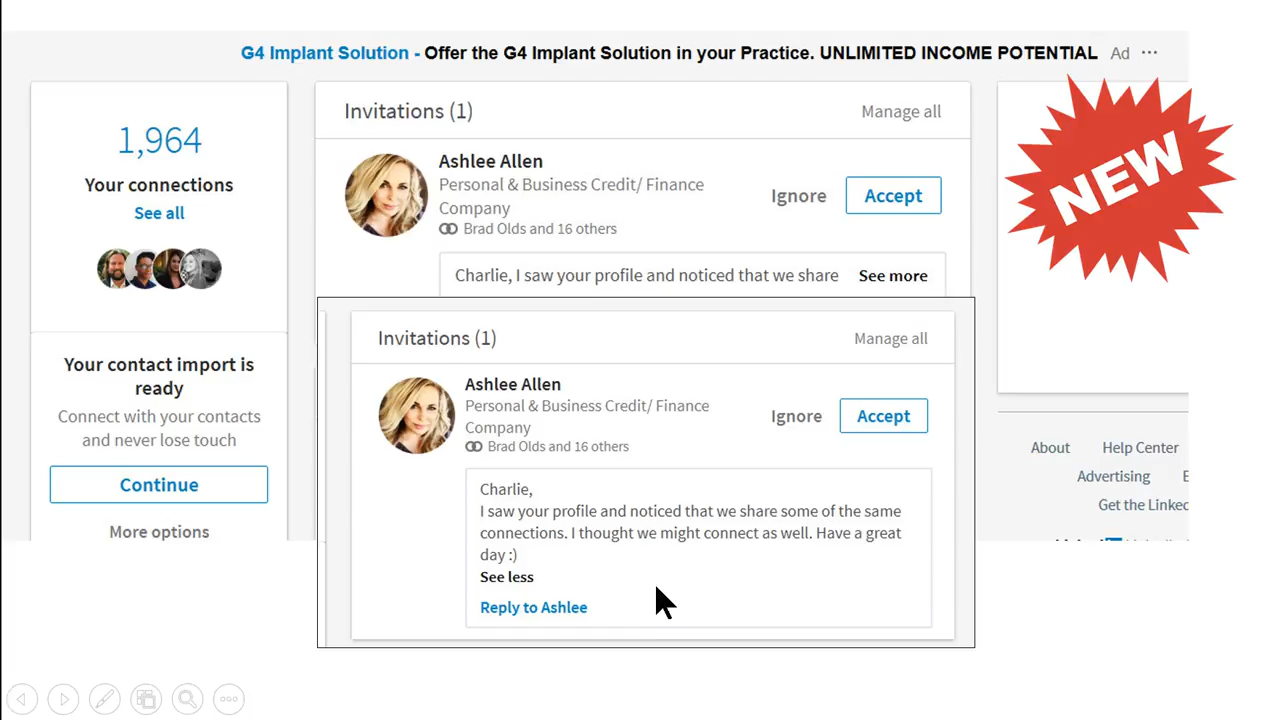 G4 Implant Solution - Offer the G4 Implant Solution in your Practice. UNLIMITED INCOME POTENTIAL Ad
1,964
Your connections
See all
Your contact import is
ready
Connect with your contacts
and never lose touch
Continue
More options
Invitations (1)
Manage all
Ashlee Allen
Personal & Business Credit/ Finance
Company
Brad Olds and 16 others
Ignore
Accept
Charlie, I saw your profile and noticed that we share See more
Invitations (1)
Manage all
Ashlee Allen
Personal & Business Credit/ Finance
Company
Brad Olds and 16 others
Ignore
Accept
Charlie,
I saw your profile and noticed that we share some of the same
connections. I thought we might connect as well. Have a great
day :)
See less
Reply to Ashlee
NEW
About Help Center
Advertising
Get the